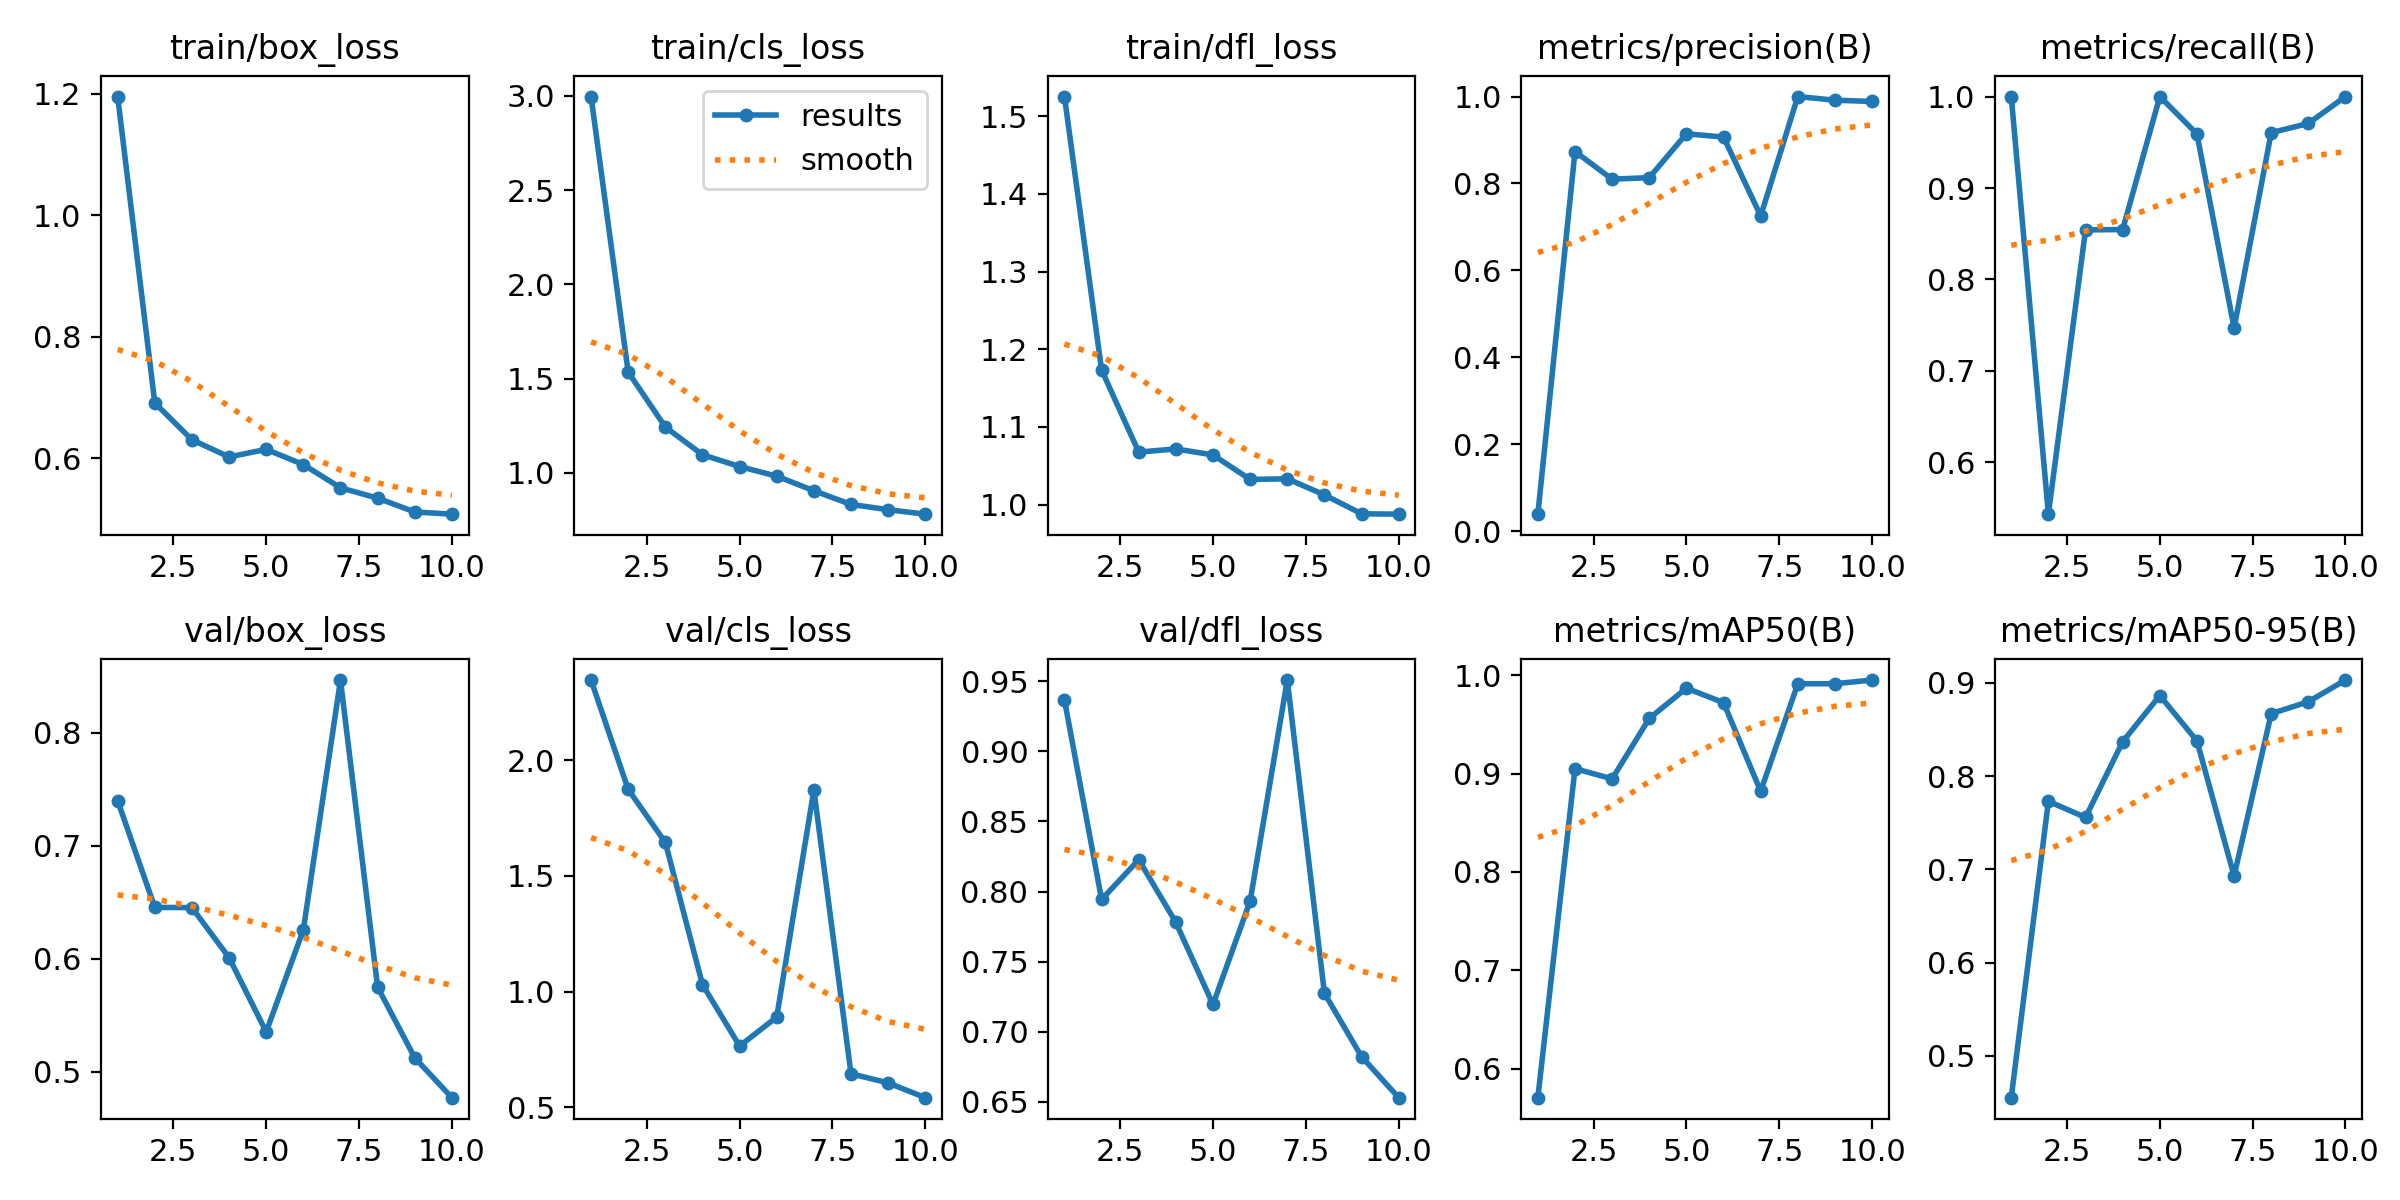 train/box_loss
train/cls_loss
train/dfl_loss
metrics/precision(B)
metrics/recall(B)
1.2
1.0
0.8
0.6
2.5 5.0 7.5 10.0
3.0
2.5
2.0
1.5
1.0
results
smooth
2.5 5.0 7.5 10.0
1.5
1.4
1.3
1.2
1.1
1.0
2.5 5.0 7.5 10.0
1.0
0.8
0.6
0.4
0.2
0.0
2.5 5.0 7.5 10.0
1.0
0.9
0.8
0.7
0.6
2.5 5.0 7.5 10.0
val/box_loss
val/cls_loss
val/dfl_loss
metrics/mAP50(B)
metrics/mAP50-95(B)
0.8
0.7
0.6
0.5
2.5 5.0 7.5 10.0
2.0
1.5
1.0
0.5
2.5 5.0 7.5 10.0
0.95
0.90
0.85
0.80
0.75
0.70
0.65
2.5 5.0 7.5 10.0
1.0
0.9
0.8
0.7
0.6
2.5 5.0 7.5 10.0
0.9
0.8
0.7
0.6
0.5
2.5 5.0 7.5 10.0